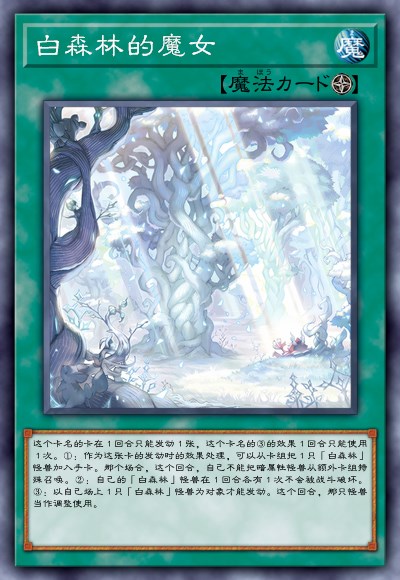 白森林的魔女
【魔法カード】
まほう
魔
这个卡名的卡在1回合只能发动1张，这个卡名的③的效果1回合只能使用
1次。①：作为这张卡的发动时的效果处理，可以从卡组把1只「白森林」
怪兽加入手卡。那个场合，这回合，自己不能把暗属性怪兽从额外卡组特
殊召唤。②：自己的「白森林」怪兽在1回合各有1次不会被战斗破坏。
③：以自己场上1只「白森林」怪兽为对象才能发动。这个回合，那只怪兽
当作调整使用。